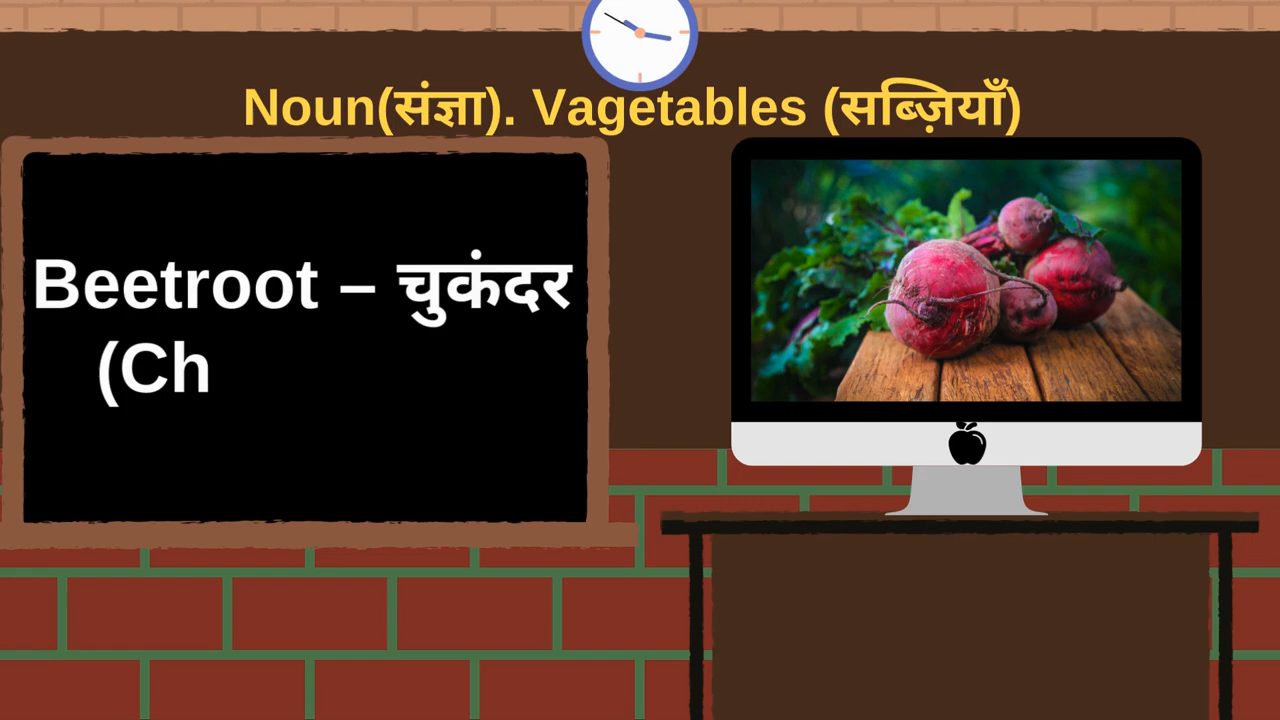 Noun(संज्ञा). Vagetables (सब्ज़ियाँ)
Beetroot – चुकंदर
(Ch